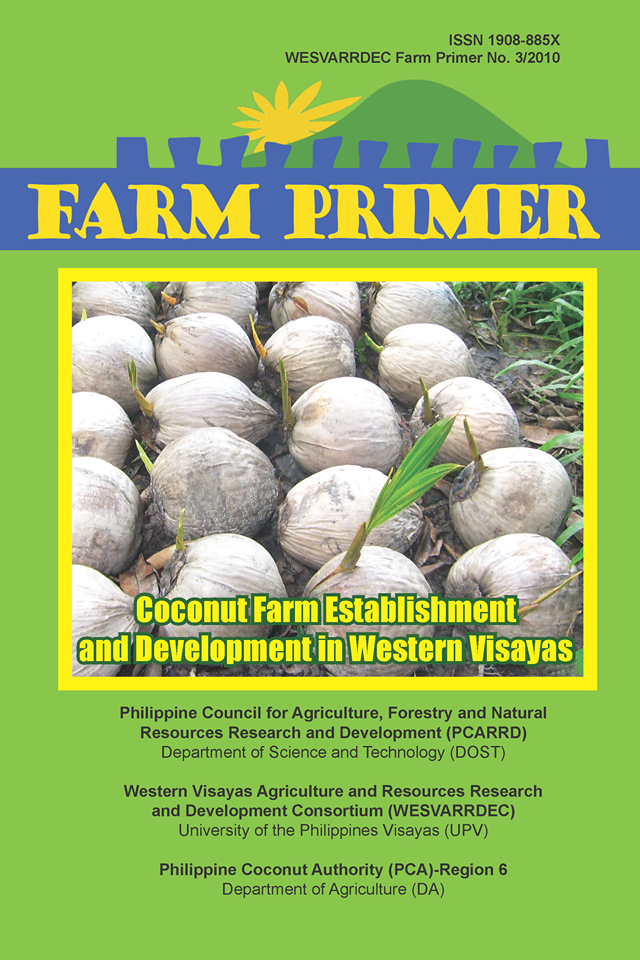 ISSN 1908-885X
WESVARRDEC Farm Primer No. 3/2010
FARM PRIMER
Coconut Farm Establishment
and Development in Western Visayas
Philippine Council for Agriculture, Forestry and Natural
Resources Research and Development (PCARRD)
Department of Science and Technology (DOST)
Western Visayas Agriculture and Resources Research
and Development Consortium (WESVARRDEC)
University of the Philippines Visayas (UPV)
Philippine Coconut Authority (PCA)-Region 6
Department of Agriculture (DA)